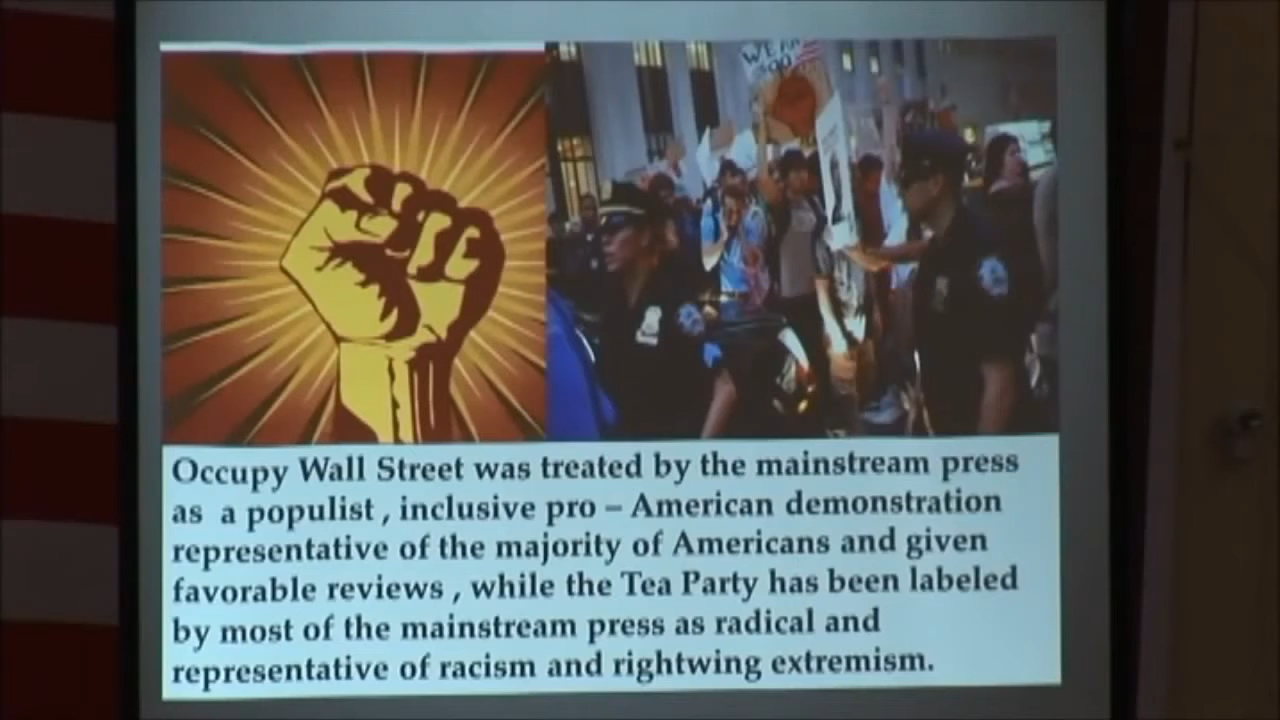 WE AR
Occupy Wall Street was treated by the mainstream press
as a populist , inclusive pro – American demonstration
representative of the majority of Americans and given
favorable reviews , while the Tea Party has been labeled
by most of the mainstream press as radical and
representative of racism and rightwing extremism.